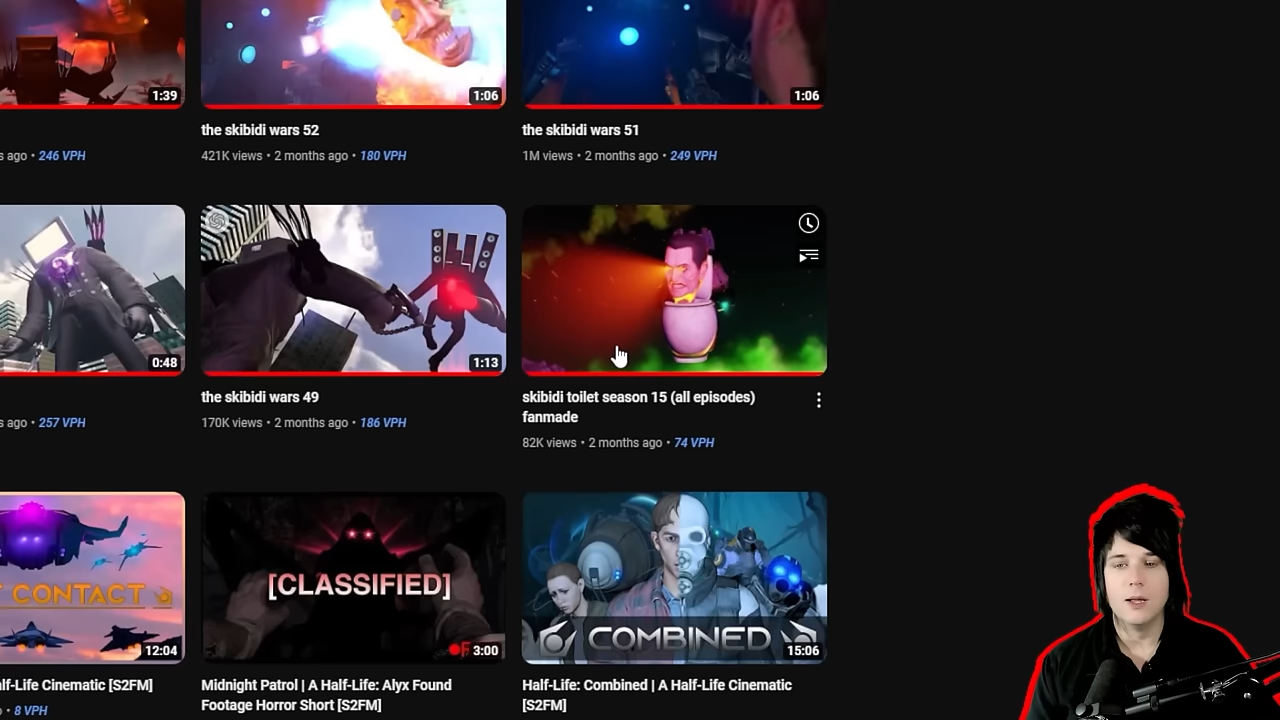 1:39
1:06
1:06
the skibidi wars 52
the skibidi wars 51
s ago • 246 VPH
421K views • 2 months ago • 180 VPH
1M views • 2 months ago • 249 VPH
0:48
1:13
the skibidi wars 49
skibidi toilet season 15 (all episodes)
fanmade
s ago • 257 VPH
170K views • 2 months ago • 186 VPH
82K views • 2 months ago • 74 VPH
T CONTACT
[CLASSIFIED]
COMBINED
12:04
3:00
15:06
lf-Life Cinematic [S2FM]
Midnight Patrol | A Half-Life: Alyx Found
Footage Horror Short [S2FM]
Half-Life: Combined | A Half-Life Cinematic
[S2FM]
• 8 VPH